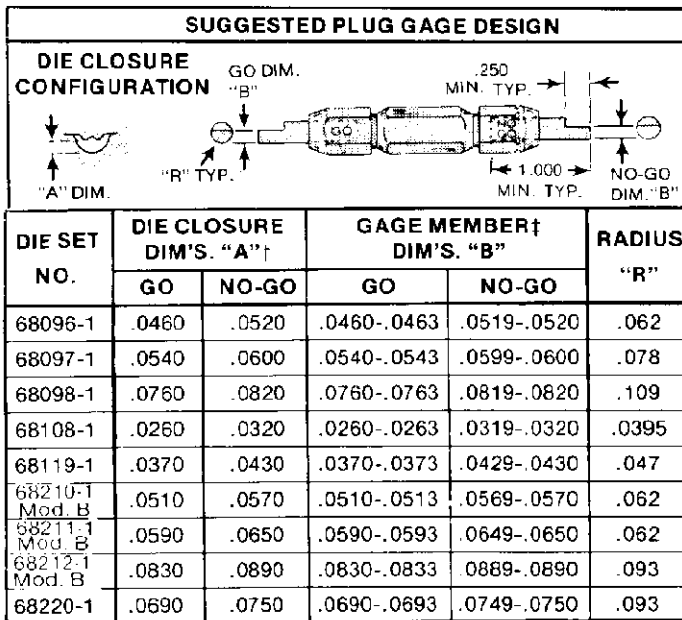 SUGGESTED PLUG GAGE DESIGN
DIE CLOSURE
CONFIGURATION
GO DIM.
"B"
.250
MIN. TYP.
GO
"R" TYP.
"A" DIM.
1.000
MIN. TYP.
NO-GO
DIM. "B"
DIE SET
NO.
DIE CLOSURE
DIM'S. "A"†
GAGE MEMBER‡
DIM'S. "B"
RADIUS
"R"
GO NO-GO GO NO-GO
68096-1 .0460 .0520 .0460-.0463 .0519-.0520 .062
68097-1 .0540 .0600 .0540-.0543 .0599-.0600 .078
68098-1 .0760 .0820 .0760-.0763 .0819-.0820 .109
68108-1 .0260 .0320 .0260-.0263 .0319-.0320 .0395
68119-1 .0370 .0430 .0370-.0373 .0429-.0430 .047
68210-1
Mod. B .0510 .0570 .0510-.0513 .0569-.0570 .062
68211-1
Mod. B .0590 .0650 .0590-.0593 .0649-.0650 .062
68212-1
Mod. B .0830 .0890 .0830-.0833 .0889-.0890 .093
68220-1 .0690 .0750 .0690-.0693 .0749-.0750 .093